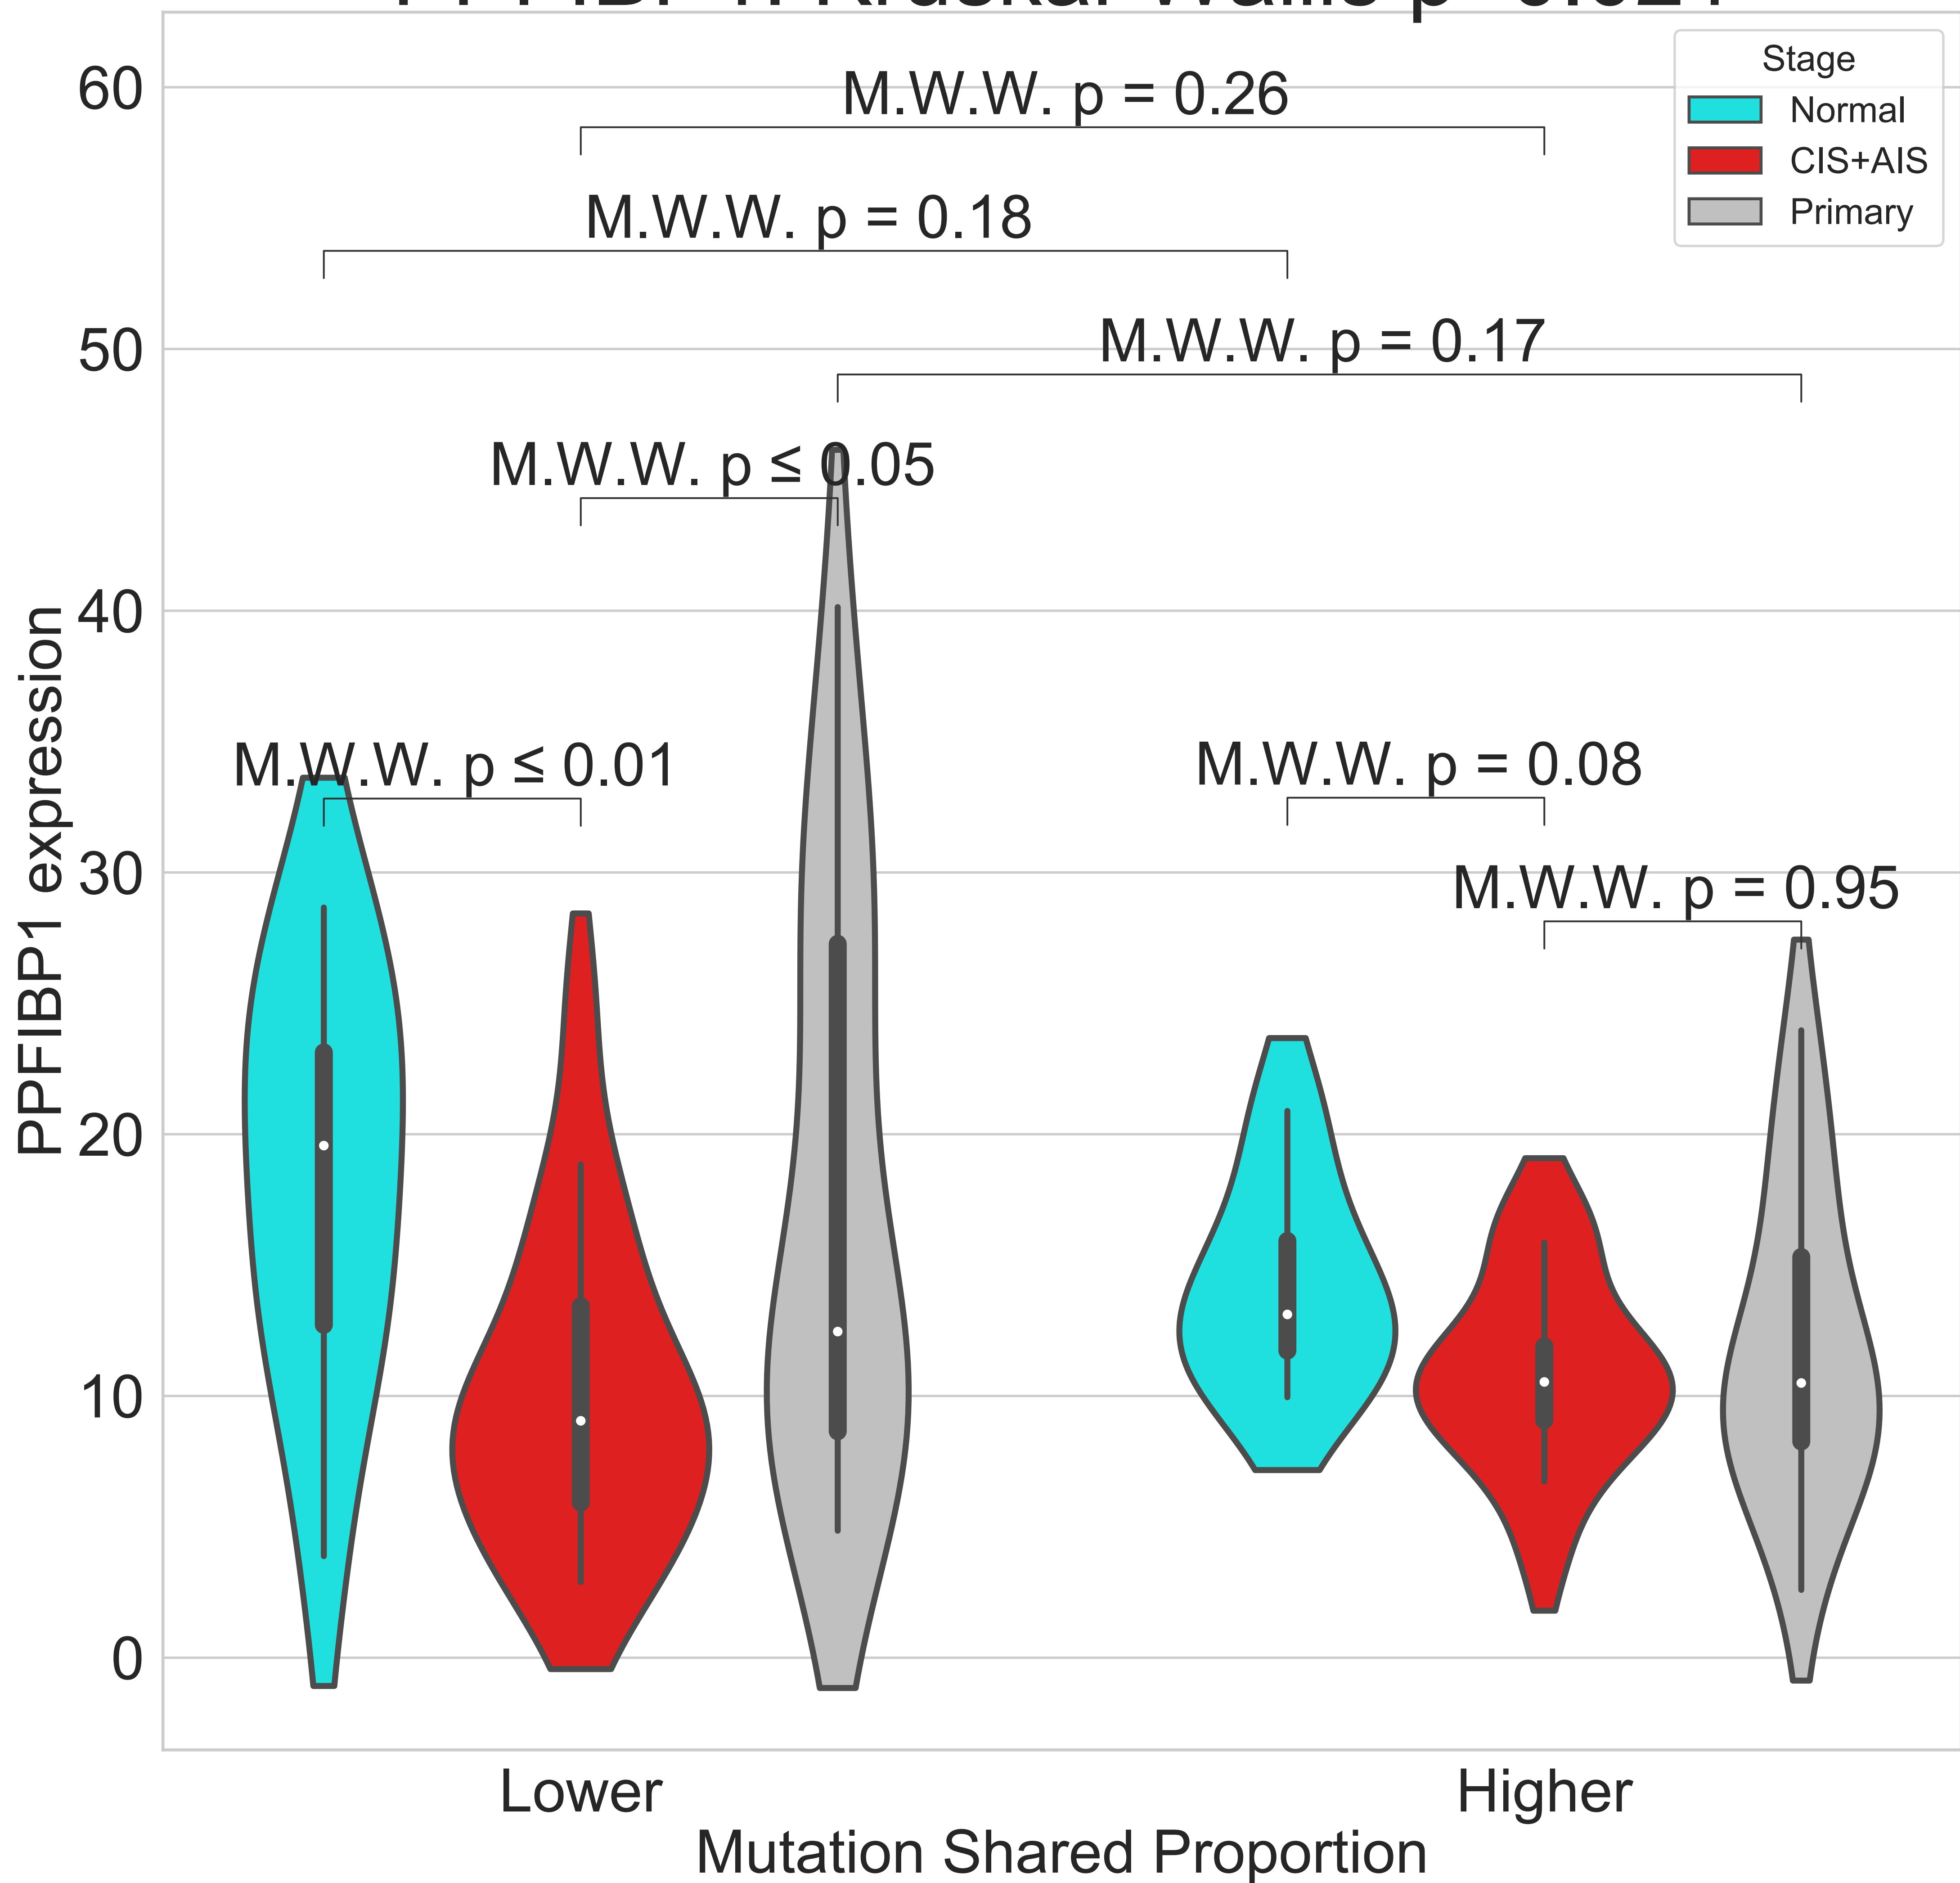 Stage
Normal
CIS+AIS
Primary
M.W.W. p = 0.26
M.W.W. p = 0.18
M.W.W. p = 0.17
M.W.W. p ≤ 0.05
M.W.W. p ≤ 0.01
M.W.W. p = 0.08
M.W.W. p = 0.95
60
50
40
30
20
10
0
PPFIBP1 expression
Lower
Higher
Mutation Shared Proportion